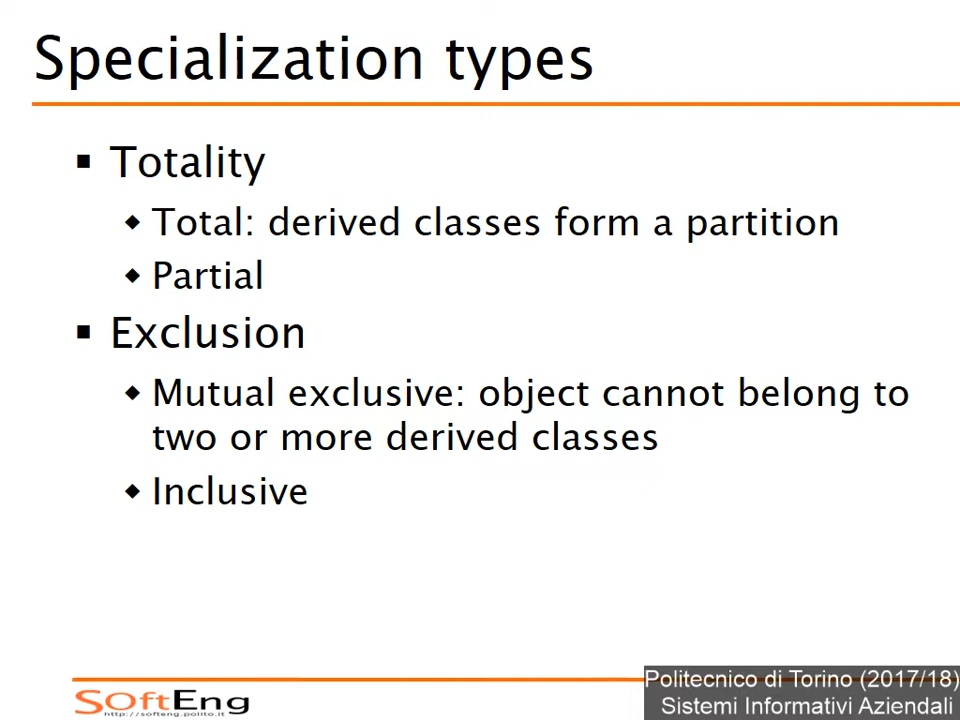 Specialization types
▪ Totality
◆ Total: derived classes form a partition
◆ Partial
▪ Exclusion
◆ Mutual exclusive: object cannot belong to
two or more derived classes
◆ Inclusive
SOftEng
http://softeng.polito.it
Politecnico di Torino (2017/18)
Sistemi Informativi Aziendali